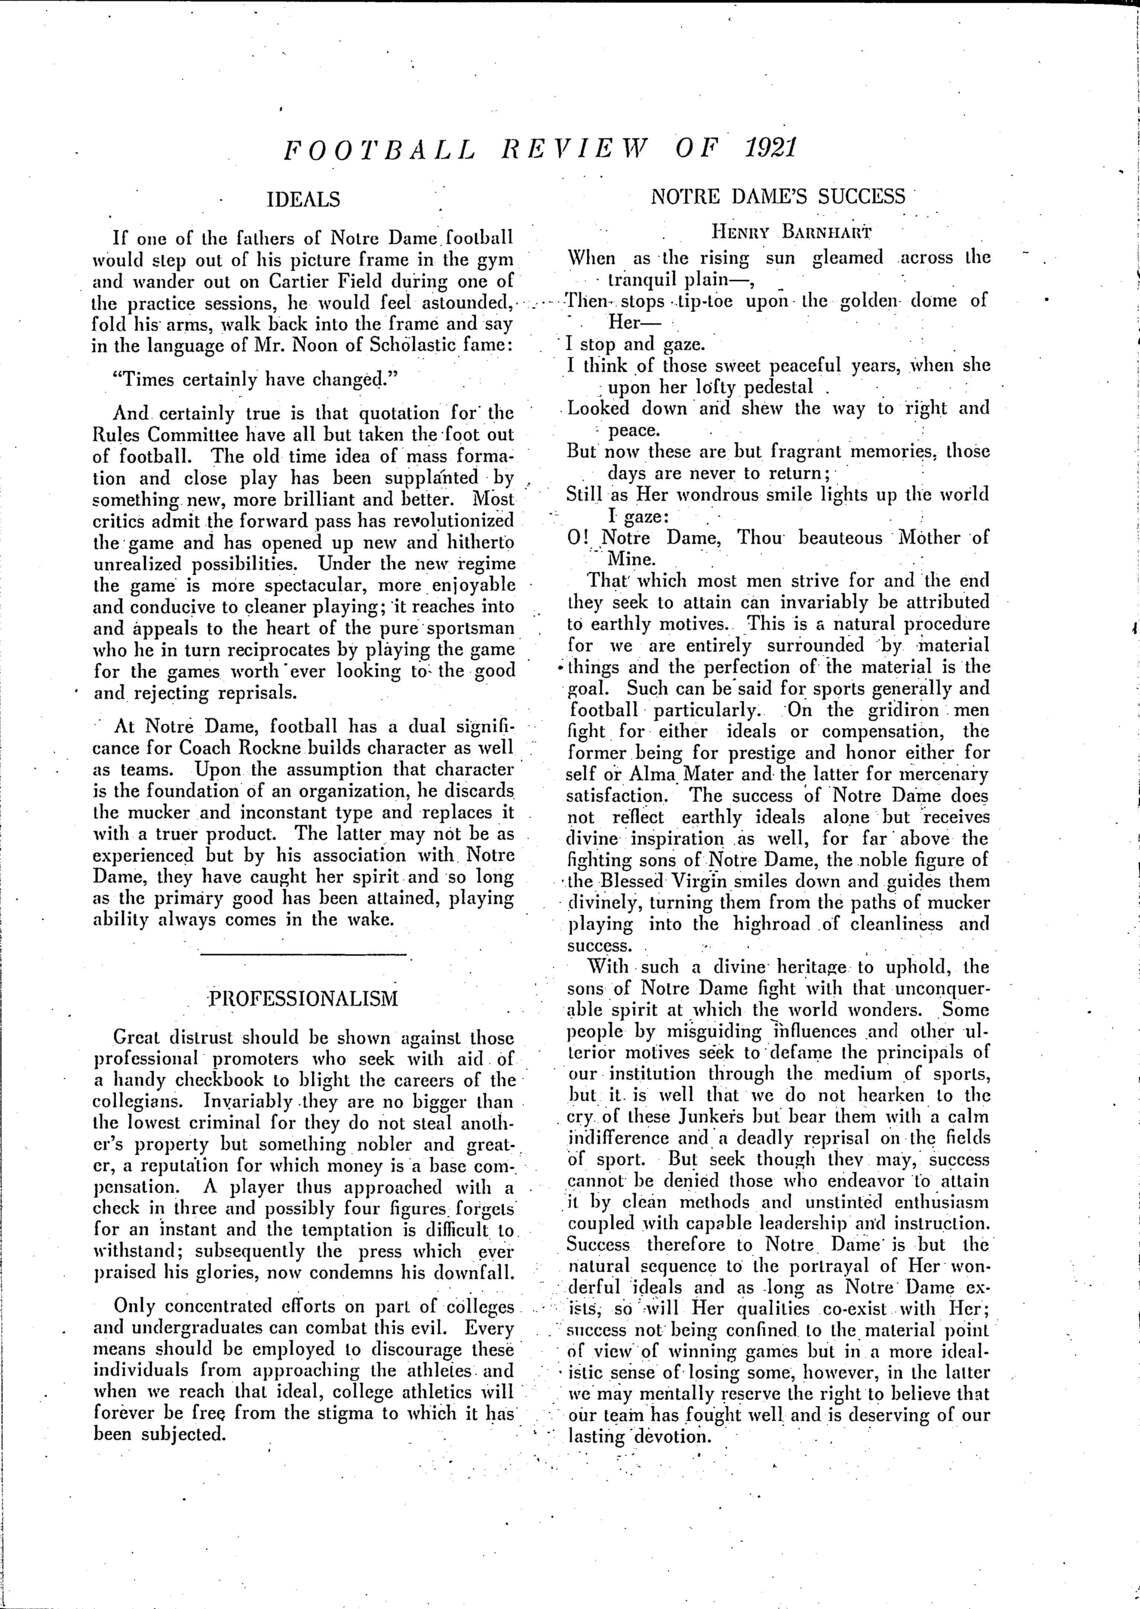 FOOTBALL REVIEW OF 1921
IDEALS
If one of the fathers of Notre Dame football
would step out of his picture frame in the gym
and wander out on Cartier Field during one of
the practice sessions, he would feel astounded,
fold his arms, walk back into the frame and say
in the language of Mr. Noon of Scholastic fame:
“Times certainly have changed.”
And certainly true is that quotation for the
Rules Committee have all but taken the foot out
of football. The old time idea of mass forma-
tion and close play has been supplanted by
something new, more brilliant and better. Most
critics admit the forward pass has revolutionized
the game and has opened up new and hitherto
unrealized possibilities. Under the new regime
the game is more spectacular, more enjoyable
and conducive to cleaner playing; it reaches into
and appeals to the heart of the pure sportsman
who he in turn reciprocates by playing the game
for the games worth ever looking to the good
and rejecting reprisals.
At Notre Dame, football has a dual signifi-
cance for Coach Rockne builds character as well
as teams. Upon the assumption that character
is the foundation of an organization, he discards
the mucker and inconstant type and replaces it
with a truer product. The latter may not be as
experienced but by his association with Notre
Dame, they have caught her spirit and so long
as the primary good has been attained, playing
ability always comes in the wake.
PROFESSIONALISM
Great distrust should be shown against those
professional promoters who seek with aid of
a handy checkbook to blight the careers of the
collegians. Invariably they are no bigger than
the lowest criminal for they do not steal anoth-
er's property but something nobler and great-
er, a reputation for which money is a base com-
pensation. A player thus approached with a
check in three and possibly four figures forgets
for an instant and the temptation is difficult to
withstand; subsequently the press which ever
praised his glories, now condemns his downfall.
Only concentrated efforts on part of colleges
and undergraduates can combat this evil. Every
means should be employed to discourage these
individuals from approaching the athletes and
when we reach that ideal, college athletics will
forever be free from the stigma to which it has
been subjected.
NOTRE DAME'S SUCCESS
HENRY BARNHART
When as the rising sun gleamed across the
tranquil plain—,
Then stops tip-toe upon the golden dome of
Her—
I stop and gaze.
I think of those sweet peaceful years, when she
upon her lofty pedestal
Looked down and shew the way to right and
peace.
But now these are but fragrant memories, those
days are never to return;
Still as Her wondrous smile lights up the world
I gaze:
O! Notre Dame, Thou beauteous Mother of
Mine.
That which most men strive for and the end
they seek to attain can invariably be attributed
to earthly motives. This is a natural procedure
for we are entirely surrounded by material
things and the perfection of the material is the
goal. Such can be said for sports generally and
football particularly. On the gridiron men
fight for either ideals or compensation, the
former being for prestige and honor either for
self or Alma Mater and the latter for mercenary
satisfaction. The success of Notre Dame does
not reflect earthly ideals alone but receives
divine inspiration as well, for far above the
fighting sons of Notre Dame, the noble figure of
the Blessed Virgin smiles down and guides them
divinely, turning them from the paths of mucker
playing into the highroad of cleanliness and
success.
With such a divine heritage to uphold, the
sons of Notre Dame fight with that unconquer-
able spirit at which the world wonders. Some
people by misguiding influences and other ul-
terior motives seek to defame the principals of
our institution through the medium of sports,
but it is well that we do not hearken to the
cry of these Junkers but bear them with a calm
indifference and a deadly reprisal on the fields
of sport. But seek though they may, success
cannot be denied those who endeavor to attain
it by clean methods and unstinted enthusiasm
coupled with capable leadership and instruction.
Success therefore to Notre Dame is but the
natural sequence to the portrayal of Her won-
derful ideals and as long as Notre Dame ex-
ists, so will Her qualities co-exist with Her;
success not being confined to the material point
of view of winning games but in a more ideal-
istic sense of losing some, however, in the latter
we may mentally reserve the right to believe that
our team has fought well and is deserving of our
lasting devotion.